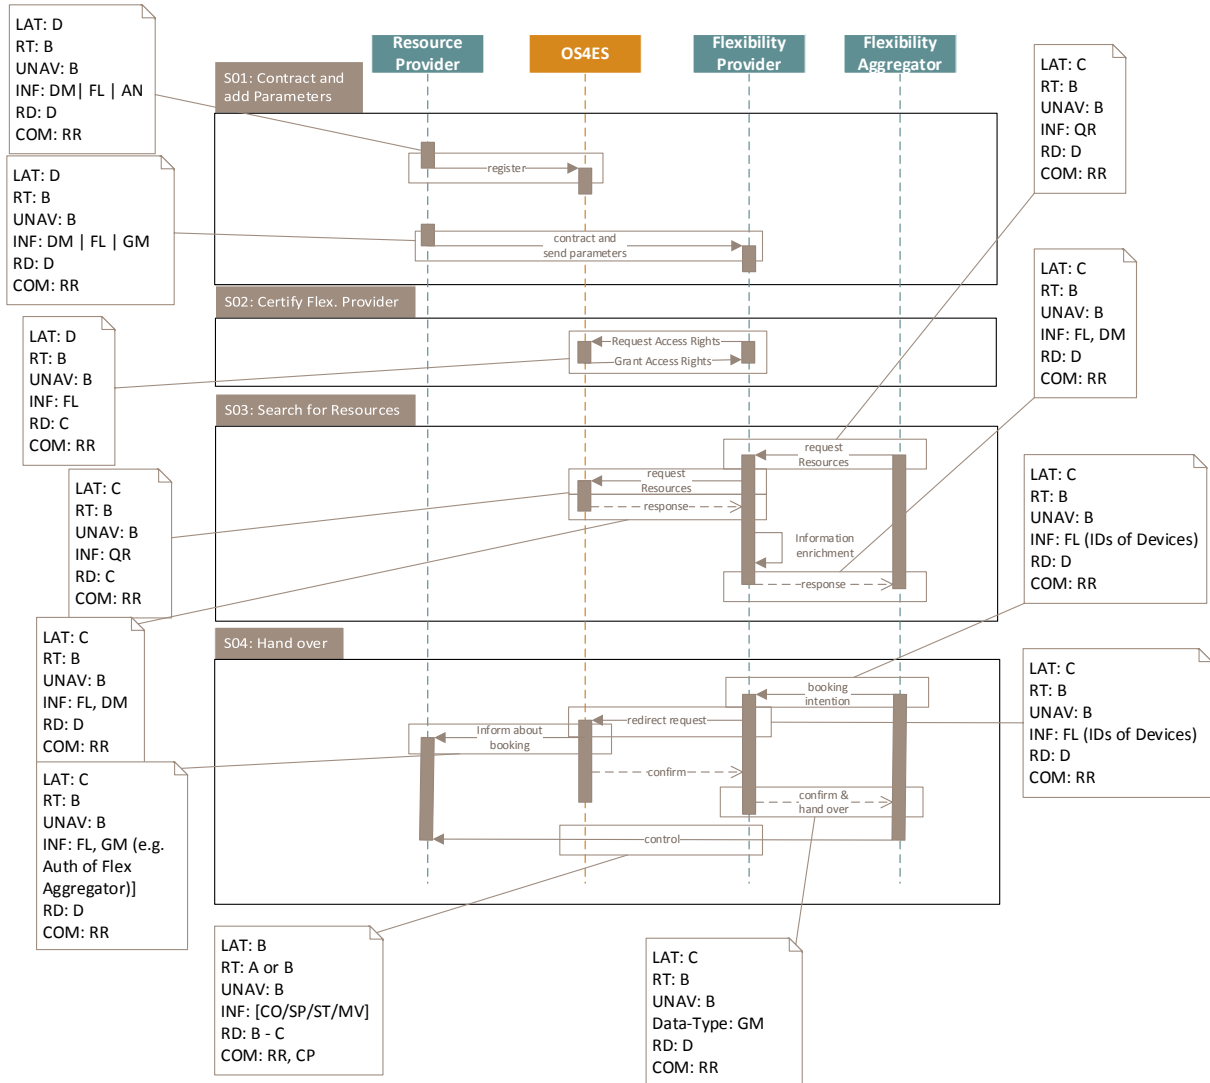 LAT: D
RT: B
UNAV: B
INF: DM| FL | AN
RD: D
COM: RR
Resource
Provider
OS4ES
Flexibility
Provider
Flexibility
Aggregator
LAT: C
RT: B
UNAV: B
INF: QR
RD: D
COM: RR
S01: Contract and
add Parameters
register
LAT: D
RT: B
UNAV: B
INF: DM | FL | GM
RD: D
COM: RR
contract and
send parameters
LAT: C
RT: B
UNAV: B
INF: FL, DM
RD: D
COM: RR
S02: Certify Flex. Provider
Request Access Rights
Grant Access Rights
LAT: D
RT: B
UNAV: B
INF: FL
RD: C
COM: RR
S03: Search for Resources
request
Resources
request
Resources
response
Information
enrichment
response
LAT: C
RT: B
UNAV: B
INF: QR
RD: C
COM: RR
LAT: C
RT: B
UNAV: B
INF: FL (IDs of Devices)
RD: D
COM: RR
LAT: C
RT: B
UNAV: B
INF: FL, DM
RD: D
COM: RR
S04: Hand over
booking
intention
redirect request
Inform about
booking
confirm
confirm &
hand over
control
LAT: C
RT: B
UNAV: B
INF: FL (IDs of Devices)
RD: D
COM: RR
LAT: C
RT: B
UNAV: B
INF: FL, GM (e.g.
Auth of Flex
Aggregator)]
RD: D
COM: RR
LAT: B
RT: A or B
UNAV: B
INF: [CO/SP/ST/MV]
RD: B - C
COM: RR, CP
LAT: C
RT: B
UNAV: B
Data-Type: GM
RD: D
COM: RR